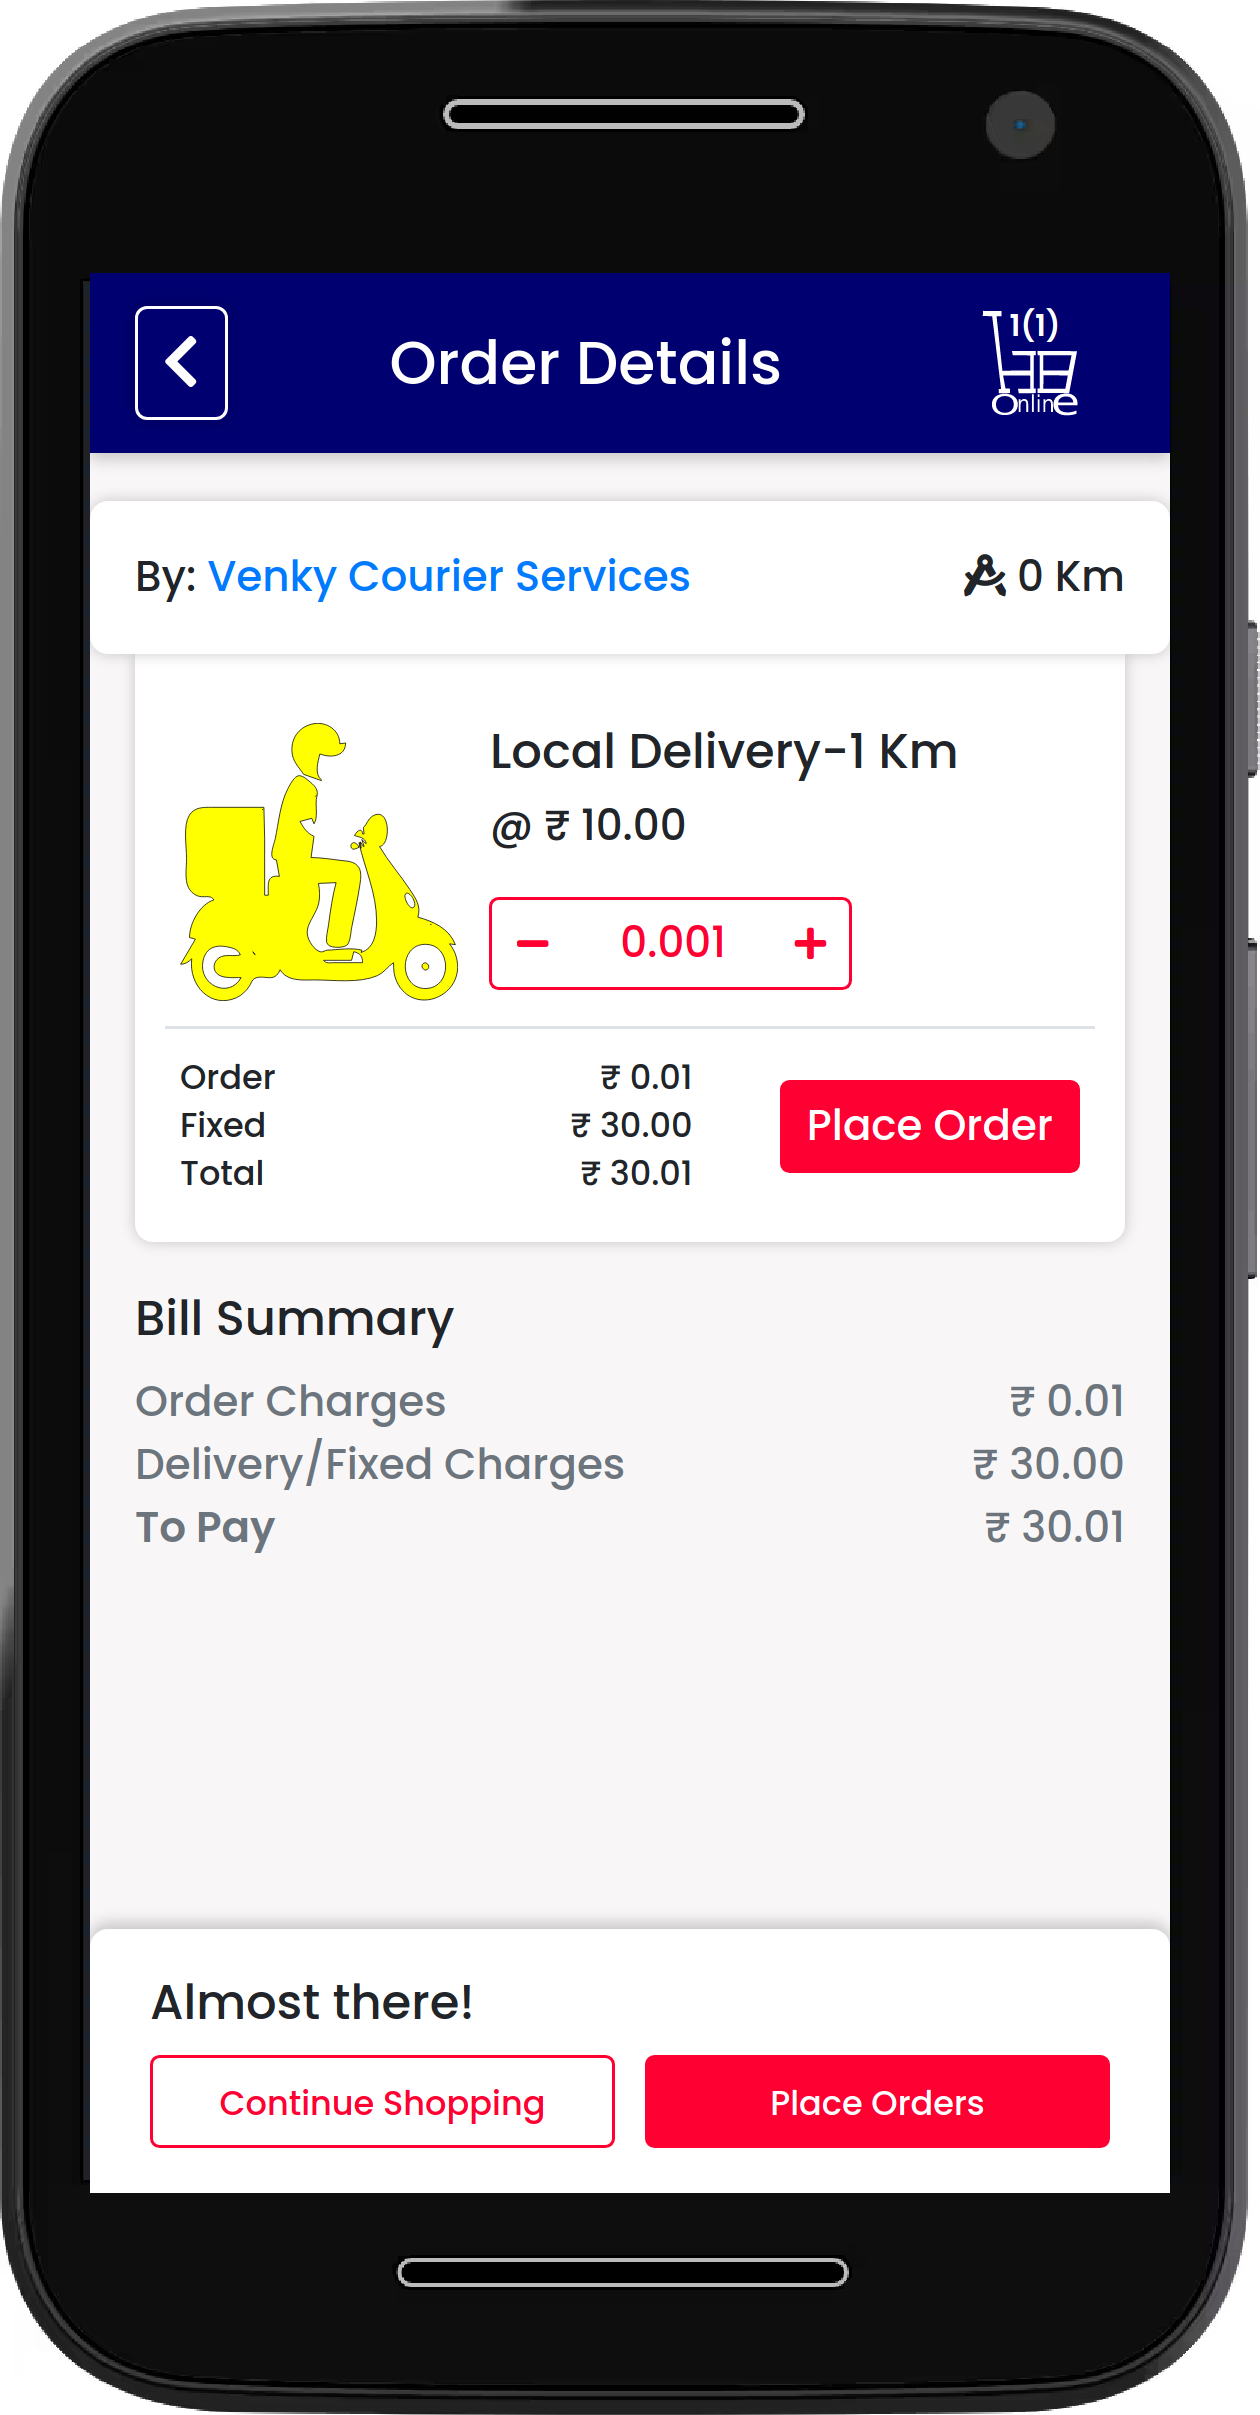 Order Details
1(1)
Online
By: Venky Courier Services
0 Km
Local Delivery-1 Km
@ ₹ 10.00
0.001
Order ₹ 0.01
Fixed ₹ 30.00
Total ₹ 30.01
Place Order
Bill Summary
Order Charges ₹ 0.01
Delivery/Fixed Charges ₹ 30.00
To Pay ₹ 30.01
Almost there!
Continue Shopping
Place Orders